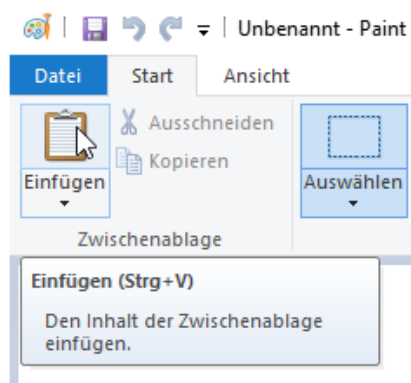 Unbenannt - Paint
Datei Start Ansicht
Ausschneiden
Kopieren
Einfügen
Auswählen
Zwischenablage
Einfügen (Strg+V)
Den Inhalt der Zwischenablage
einfügen.